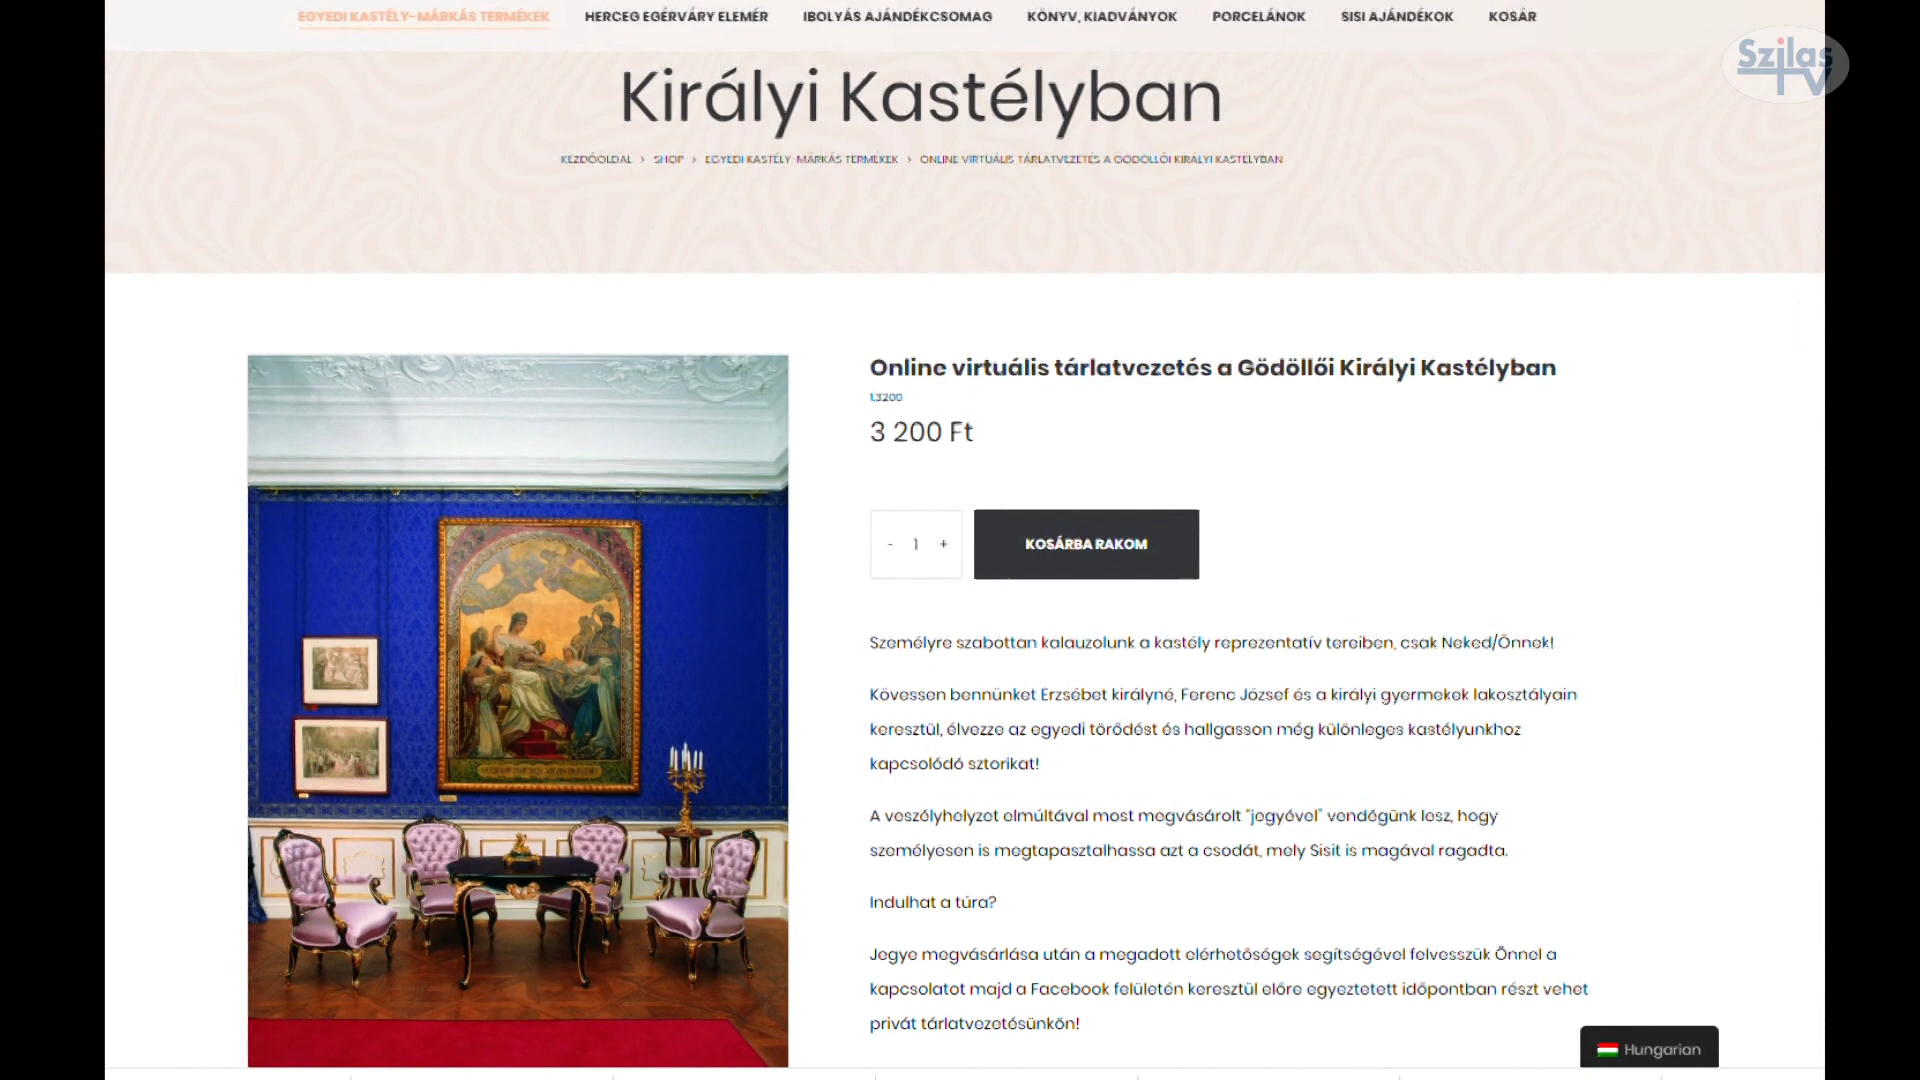 EGYEDI KASTÉLY-MÁRKÁS TERMÉKEK HERCEG EGÉRVÁRY ELEMÉR IBOLYÁS AJÁNDÉKCSOMAG KÖNYV, KIADVÁNYOK PORCELÁNOK SISI AJÁNDÉKOK KOSÁR
Szilas
TV
Királyi Kastélyban
KEZDŐOLDAL > SHOP > EGYEDI KASTÉLY-MÁRKÁS TERMÉKEK > ONLINE VIRTUÁLIS TÁRLATVEZETÉS A GÖDÖLLŐI KIRÁLYI KASTÉLYBAN
Online virtuális tárlatvezetés a Gödöllői Királyi Kastélyban
1.3200
3 200 Ft
- 1 + KOSÁRBA RAKOM
Személyre szabottan kalauzolunk a kastély reprezentatív tereiben, csak Neked/Önnek!
Kövessen bennünket Erzsébet királyné, Ferenc József és a királyi gyermekek lakosztályain
keresztül, élvezze az egyedi törődést és hallgasson még különleges kastélyunkhoz
kapcsolódó sztorikat!
A veszélyhelyzet elmúltával most megvásárolt "jegyével" vendégünk lesz, hogy
személyesen is megtapasztalhassa azt a csodát, mely Sisit is magával ragadta.
Indulhat a túra?
Jegye megvásárlása után a megadott elérhetőségek segítségével felvesszük Önnel a
kapcsolatot majd a Facebook felületén keresztül előre egyeztetett időpontban részt vehet
privát tárlatvezetésünkön!
Hungarian